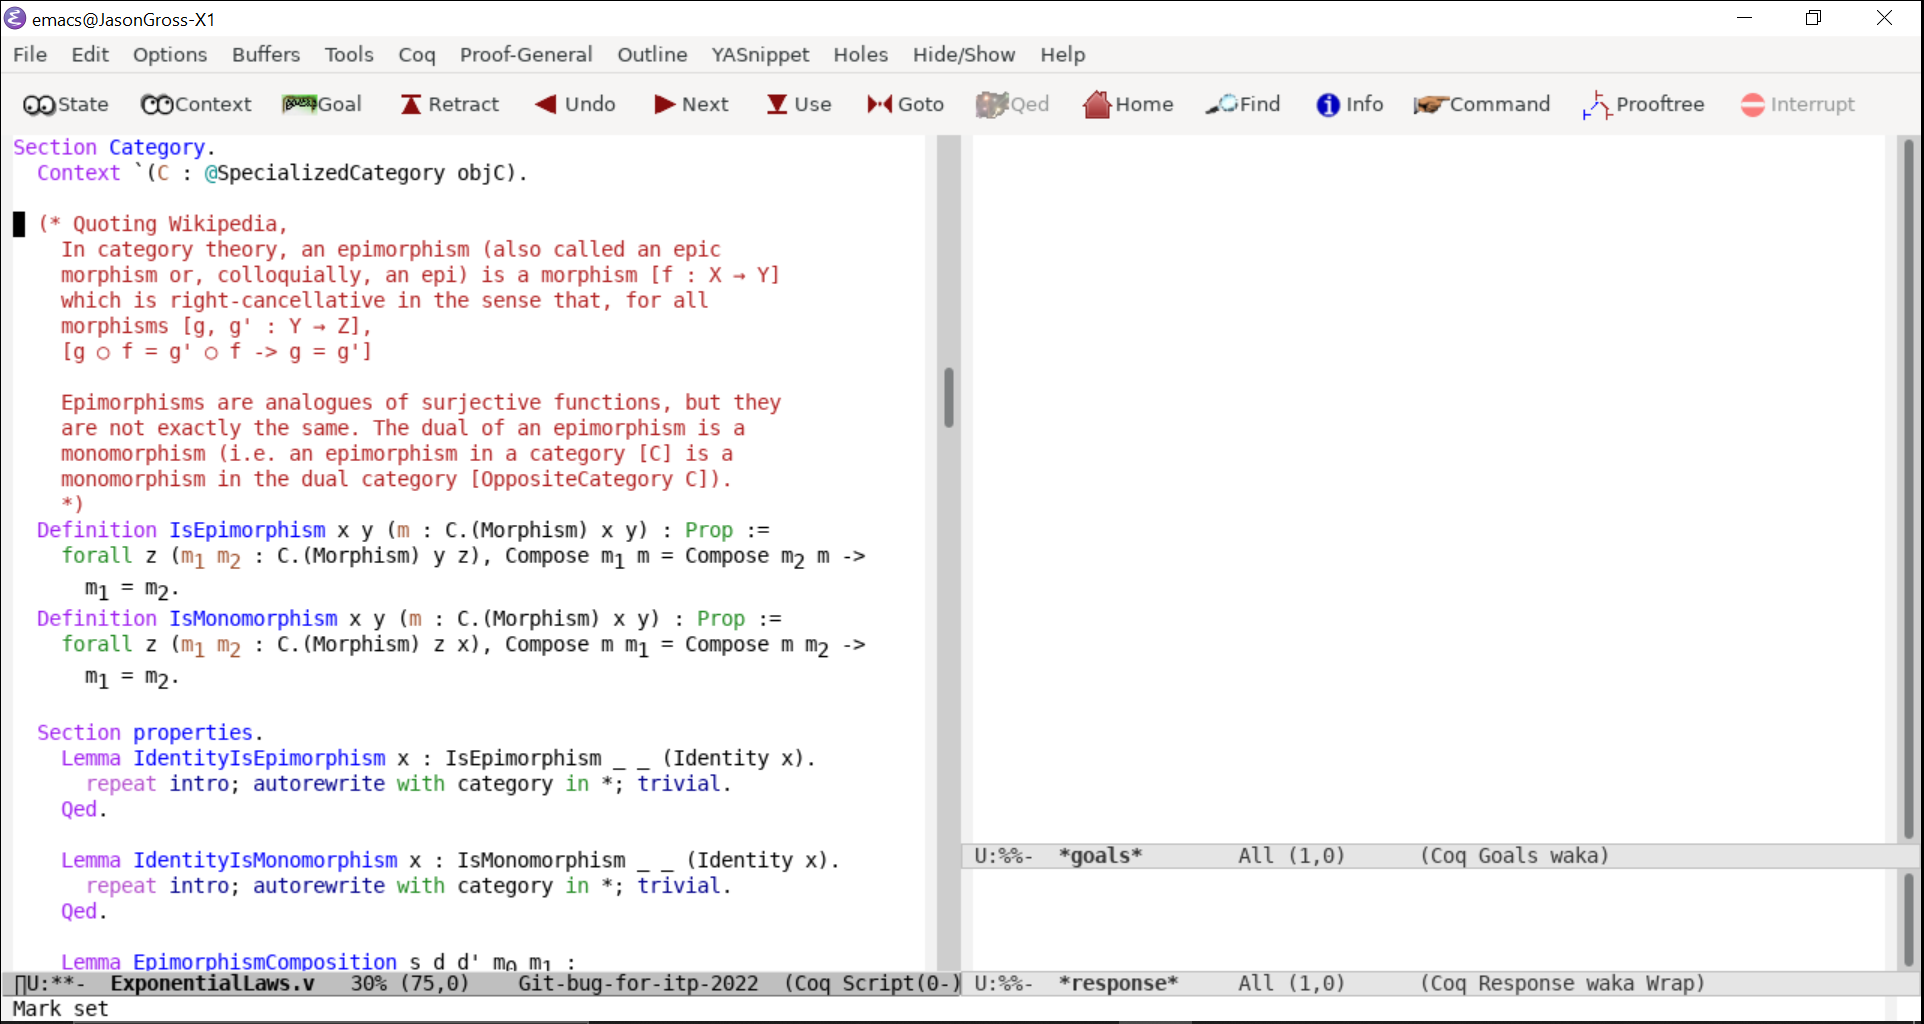 emacs@JasonGross-X1
File Edit Options Buffers Tools Coq Proof-General Outline YASnippet Holes Hide/Show Help
State Context Goal Retract Undo Next Use Goto Qed Home Find Info Command Prooftree Interrupt
Section Category.
Context `(C : @SpecializedCategory objC).
(* Quoting Wikipedia,
In category theory, an epimorphism (also called an epic
morphism or, colloquially, an epi) is a morphism [f : X → Y]
which is right-cancellative in the sense that, for all
morphisms [g, g' : Y → Z],
[g ○ f = g' ○ f -> g = g']
Epimorphisms are analogues of surjective functions, but they
are not exactly the same. The dual of an epimorphism is a
monomorphism (i.e. an epimorphism in a category [C] is a
monomorphism in the dual category [OppositeCategory C]).
*)
Definition IsEpimorphism x y (m : C.(Morphism) x y) : Prop :=
forall z (m₁ m₂ : C.(Morphism) y z), Compose m₁ m = Compose m₂ m ->
m₁ = m₂.
Definition IsMonomorphism x y (m : C.(Morphism) x y) : Prop :=
forall z (m₁ m₂ : C.(Morphism) z x), Compose m m₁ = Compose m m₂ ->
m₁ = m₂.
Section properties.
Lemma IdentityIsEpimorphism x : IsEpimorphism _ _ (Identity x).
repeat intro; autorewrite with category in *; trivial.
Qed.
Lemma IdentityIsMonomorphism x : IsMonomorphism _ _ (Identity x).
repeat intro; autorewrite with category in *; trivial.
Qed.
Lemma EpimorphismComposition s d d' m₀ m₁ :
U:**- ExponentialLaws.v 30% (75,0) Git-bug-for-itp-2022 (Coq Script(0-)
U:%%- *goals* All (1,0) (Coq Goals waka)
U:%%- *response* All (1,0) (Coq Response waka Wrap)
Mark set